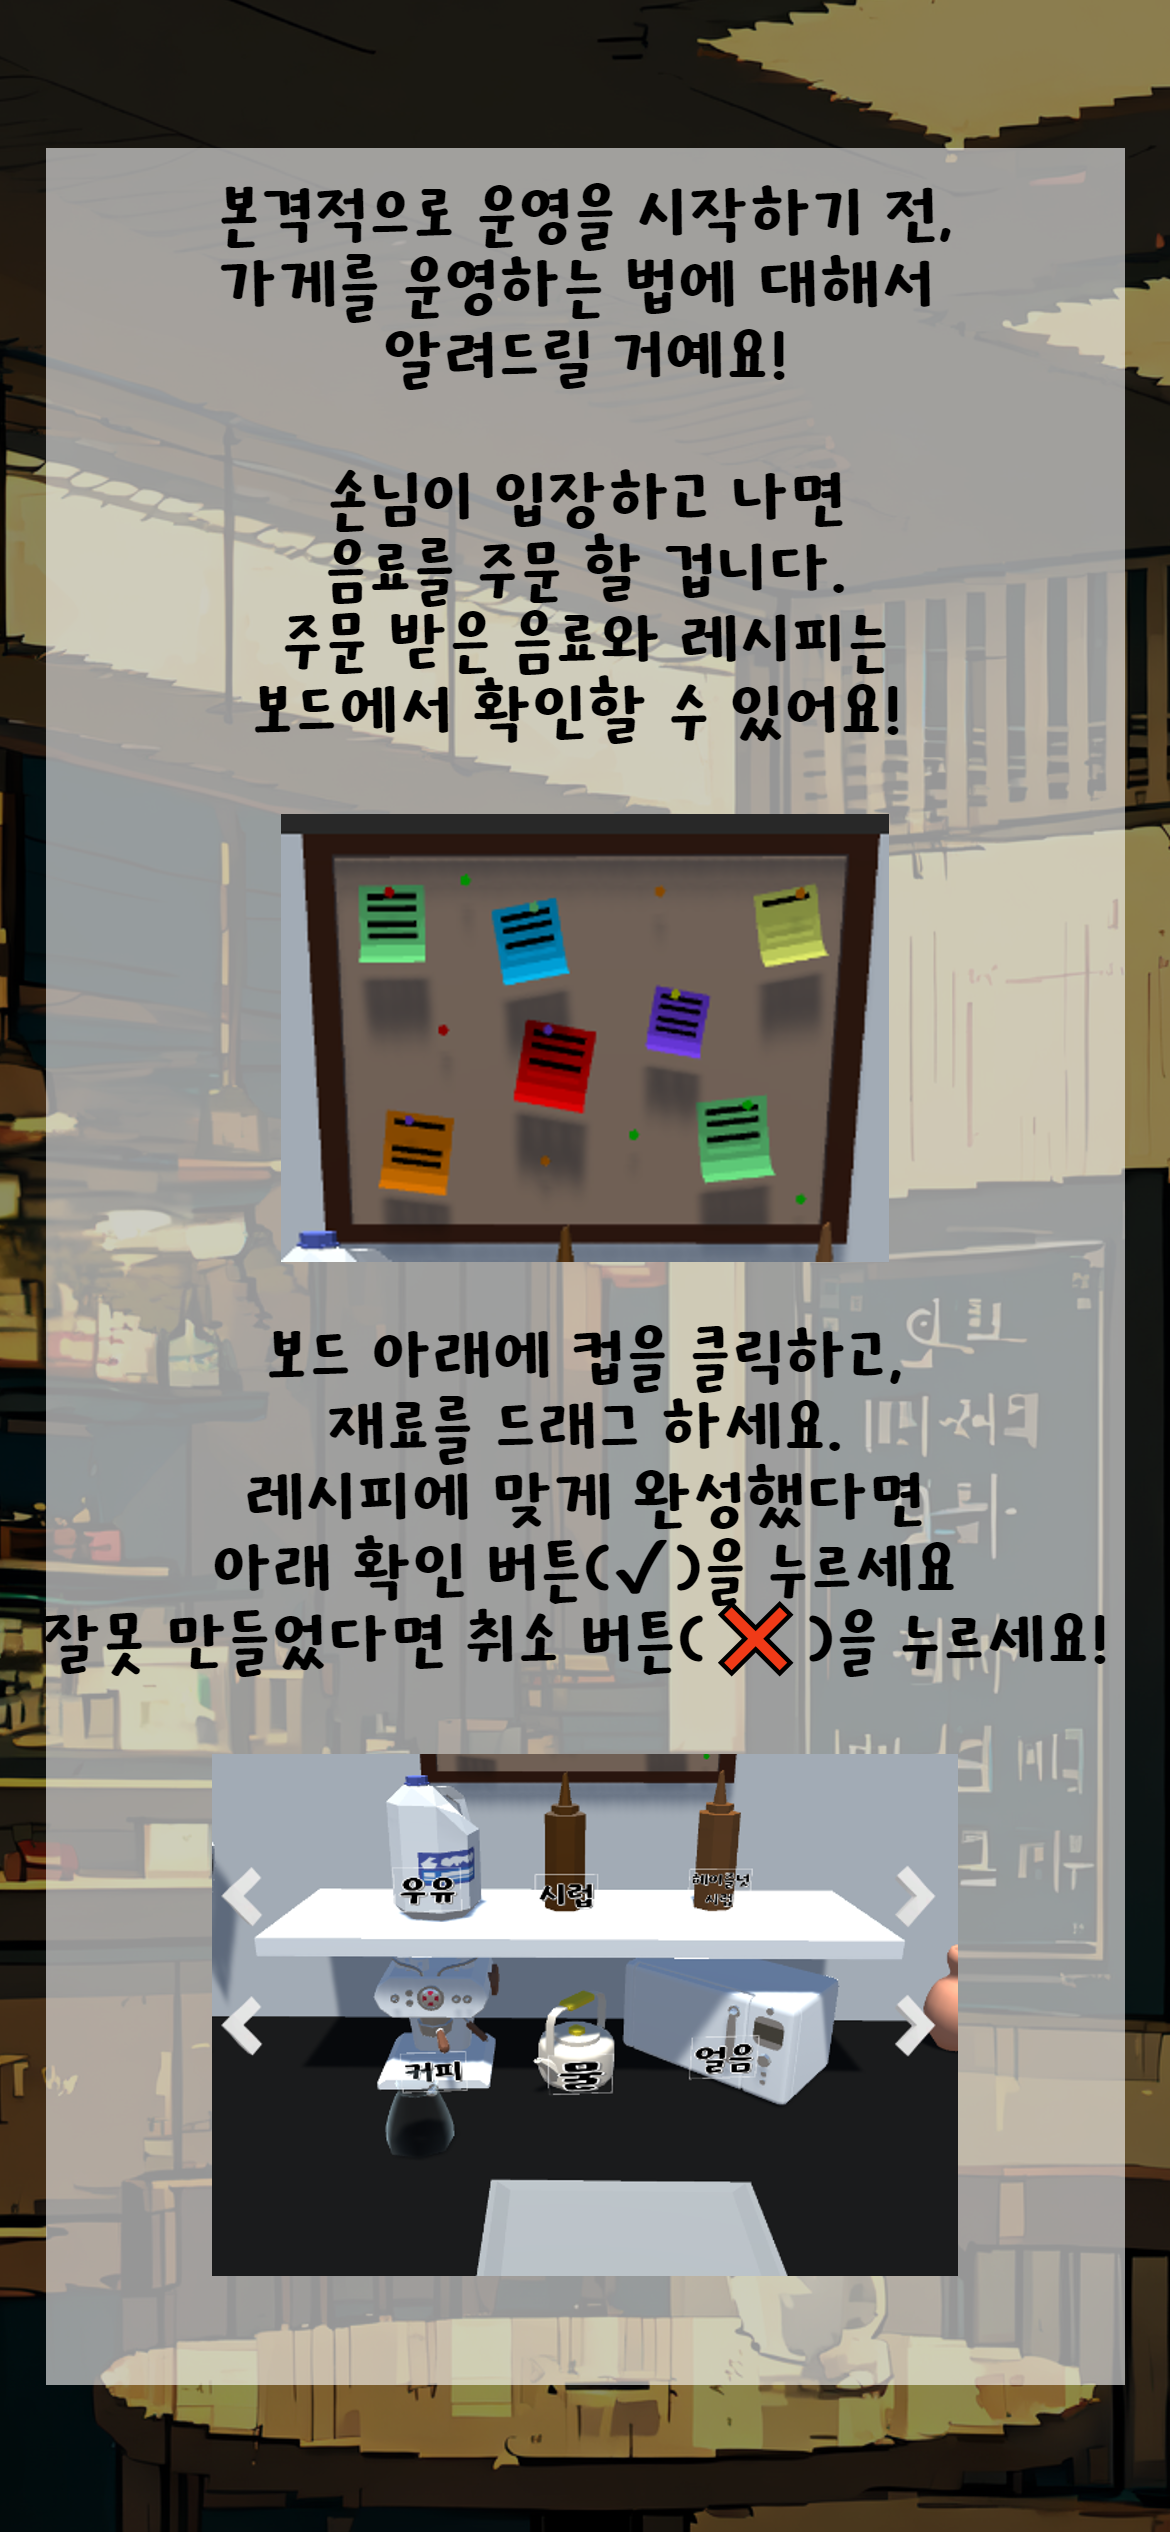 본격적으로 운영을 시작하기 전,
가게를 운영하는 법에 대해서
알려드릴 거예요!
손님이 입장하고 나면
음료를 주문 할 겁니다.
주문 받은 음료와 레시피는
보드에서 확인할 수 있어요!
보드 아래에 컵을 클릭하고,
재료를 드래그 하세요.
레시피에 맞게 완성했다면
아래 확인 버튼(✓)을 누르세요
잘못 만들었다면 취소 버튼(❌)을 누르세요!
우유
시럽
헤이즐넛
시럽
커피
물
얼음